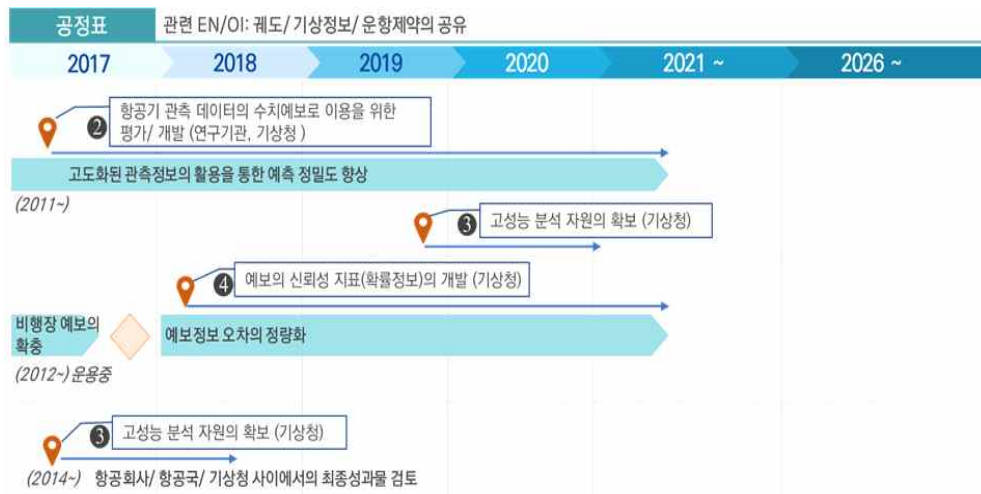 공정표
관련 EN/OI: 궤도/ 기상정보/ 운항제약의 공유
2017 2018 2019 2020 2021 ~ 2026 ~
❷ 항공기 관측 데이터의 수치예보로 이용을 위한
평가/ 개발 (연구기관, 기상청 )
고도화된 관측정보의 활용을 통한 예측 정밀도 향상
(2011~)
❸ 고성능 분석 자원의 확보 (기상청)
❹ 예보의 신뢰성 지표(확률정보)의 개발 (기상청)
비행장 예보의
확충
예보정보 오차의 정량화
(2012~) 운용중
❸ 고성능 분석 자원의 확보 (기상청)
(2014~) 항공회사/ 항공국/ 기상청 사이에서의 최종성과물 검토